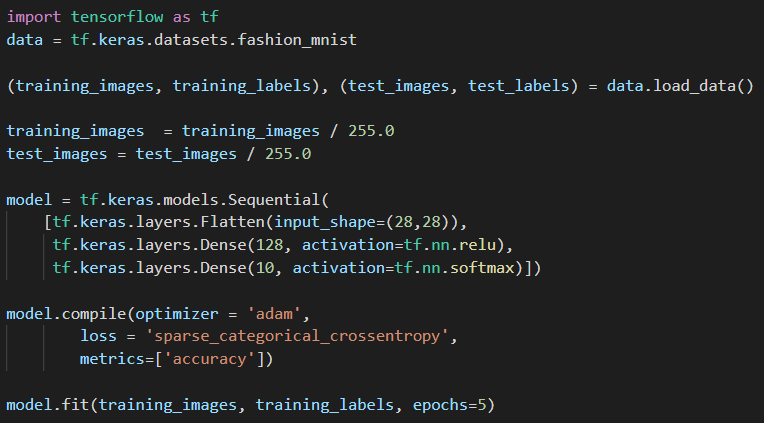 import tensorflow as tf
data = tf.keras.datasets.fashion_mnist
(training_images, training_labels), (test_images, test_labels) = data.load_data()
training_images  = training_images / 255.0
test_images = test_images / 255.0
model = tf.keras.models.Sequential(
    [tf.keras.layers.Flatten(input_shape=(28,28)),
     tf.keras.layers.Dense(128, activation=tf.nn.relu),
     tf.keras.layers.Dense(10, activation=tf.nn.softmax)])
model.compile(optimizer = 'adam',
        loss = 'sparse_categorical_crossentropy',
        metrics=['accuracy'])
model.fit(training_images, training_labels, epochs=5)